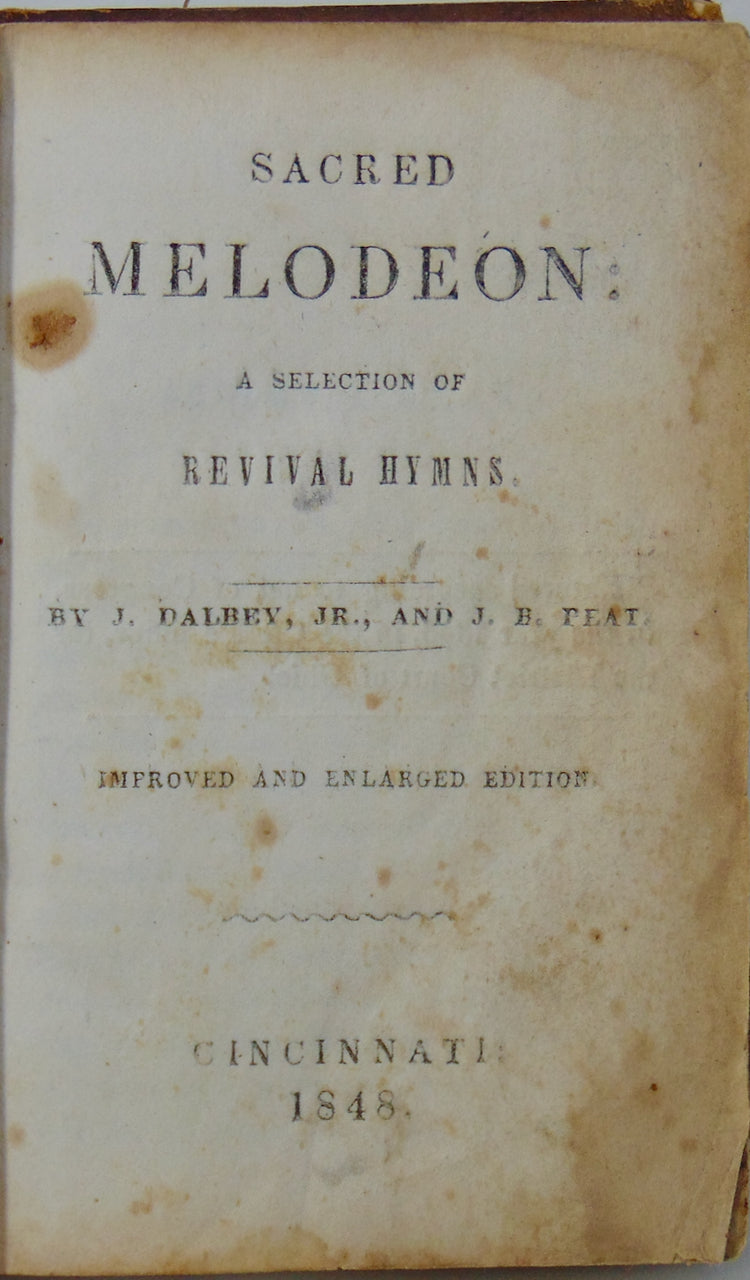 SACRED
MELODEON:
A SELECTION OF
REVIVAL HYMNS.
BY J. DALBEY, JR., AND J. B. PEAT.
IMPROVED AND ENLARGED EDITION.
CINCINNATI:
1848.